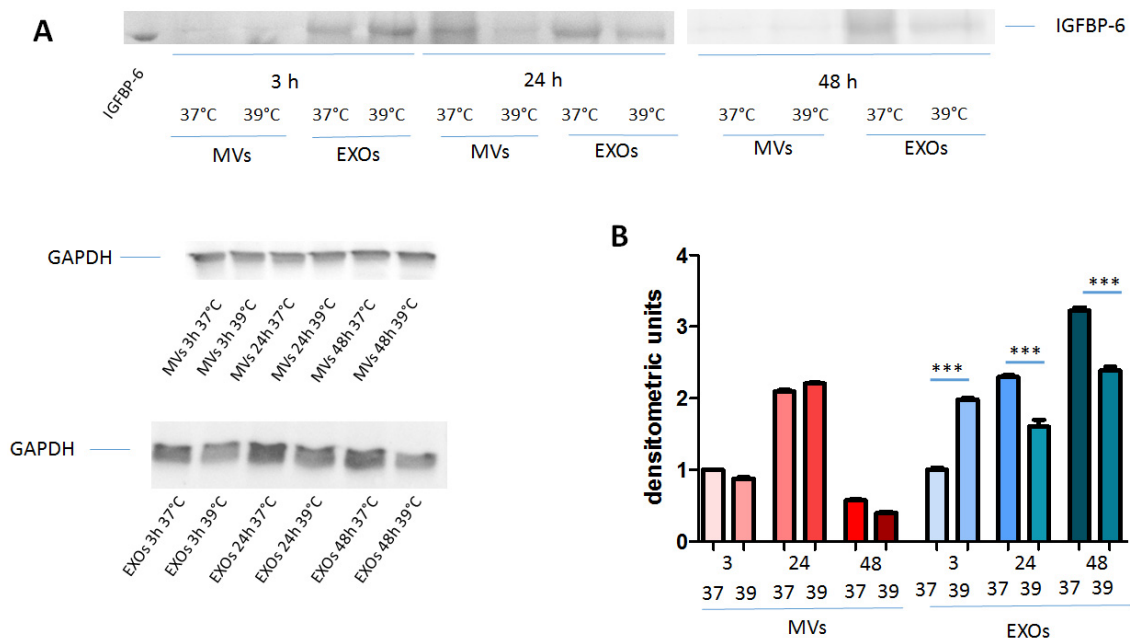 A
IGFBP-6
IGFBP-6
3 h
24 h
48 h
37°C 39°C 37°C 39°C 37°C 39°C 37°C 39°C 37°C 39°C 37°C 39°C
MVs EXOs MVs EXOs MVs EXOs
GAPDH
MVs 3h 37°C
MVs 3h 39°C
MVs 24h 37°C
MVs 24h 39°C
MVs 48h 37°C
MVs 48h 39°C
GAPDH
EXOs 3h 37°C
EXOs 3h 39°C
EXOs 24h 37°C
EXOs 24h 39°C
EXOs 48h 37°C
EXOs 48h 39°C
B
densitometric units
4
3
2
1
0
***
***
***
3 24 48 3 24 48
37 39 37 39 37 39 37 39 37 39 37 39
MVs EXOs